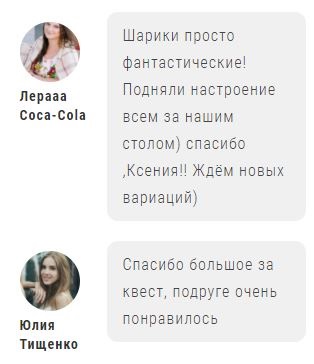 Шарики просто
фантастические!
Подняли настроение
всем за нашим
столом) спасибо
,Ксения!! Ждём новых
вариаций)
Лерааа
Coca-Cola
Спасибо большое за
квест, подруге очень
понравилось
Юлия
Тищенко